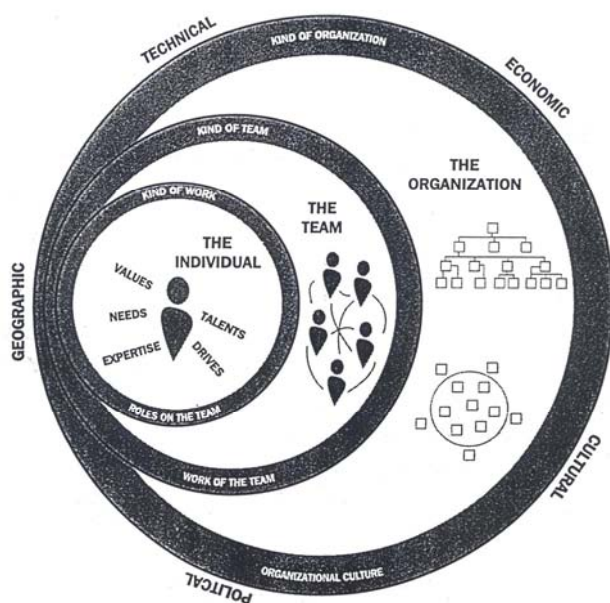 TECHNICAL
KIND OF ORGANIZATION
ECONOMIC
KIND OF TEAM
THE
ORGANIZATION
KIND OF WORK
THE
TEAM
THE
INDIVIDUAL
VALUES
NEEDS
TALENTS
EXPERTISE
DRIVES
GEOGRAPHIC
ROLES ON THE TEAM
WORK OF THE TEAM
CULTURAL
ORGANIZATIONAL CULTURE
POLITCAL